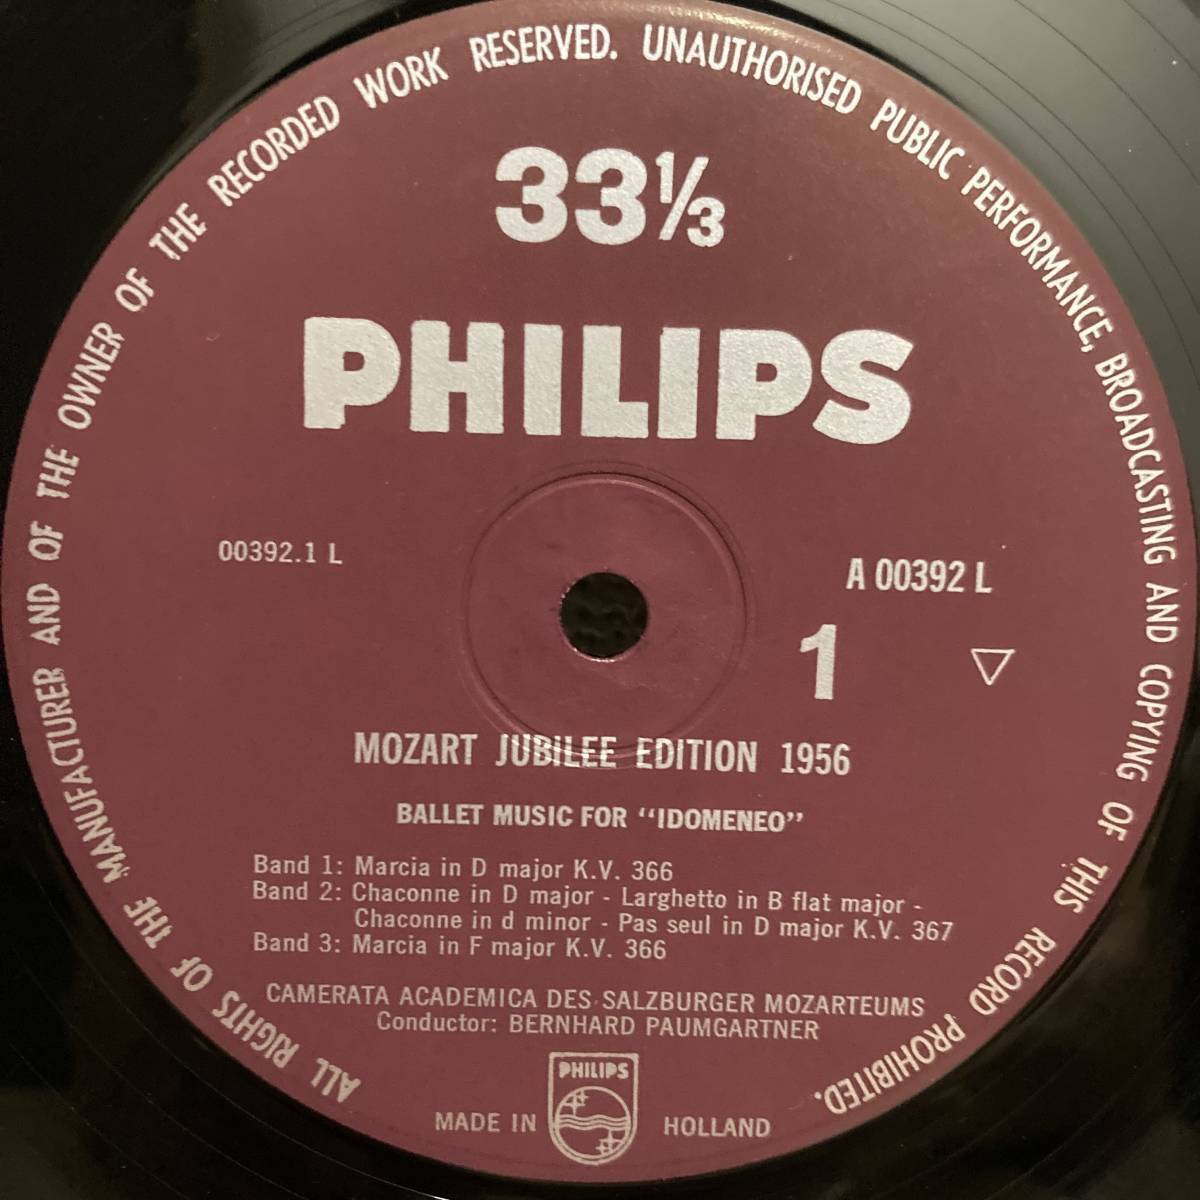 ALL RIGHTS OF THE MANUFACTURER AND OF THE OWNER OF THE RECORDED WORK RESERVED. UNAUTHORISED PUBLIC PERFORMANCE, BROADCASTING AND COPYING OF THIS RECORD PROHIBITED.
33⅓
PHILIPS
00392.1 L
A 00392 L
1
MOZART JUBILEE EDITION 1956
BALLET MUSIC FOR "IDOMENEO"
Band 1: Marcia in D major K.V. 366
Band 2: Chaconne in D major - Larghetto in B flat major -
Chaconne in d minor - Pas seul in D major K.V. 367
Band 3: Marcia in F major K.V. 366
CAMERATA ACADEMICA DES SALZBURGER MOZARTEUMS
Conductor: BERNHARD PAUMGARTNER
PHILIPS
MADE IN HOLLAND